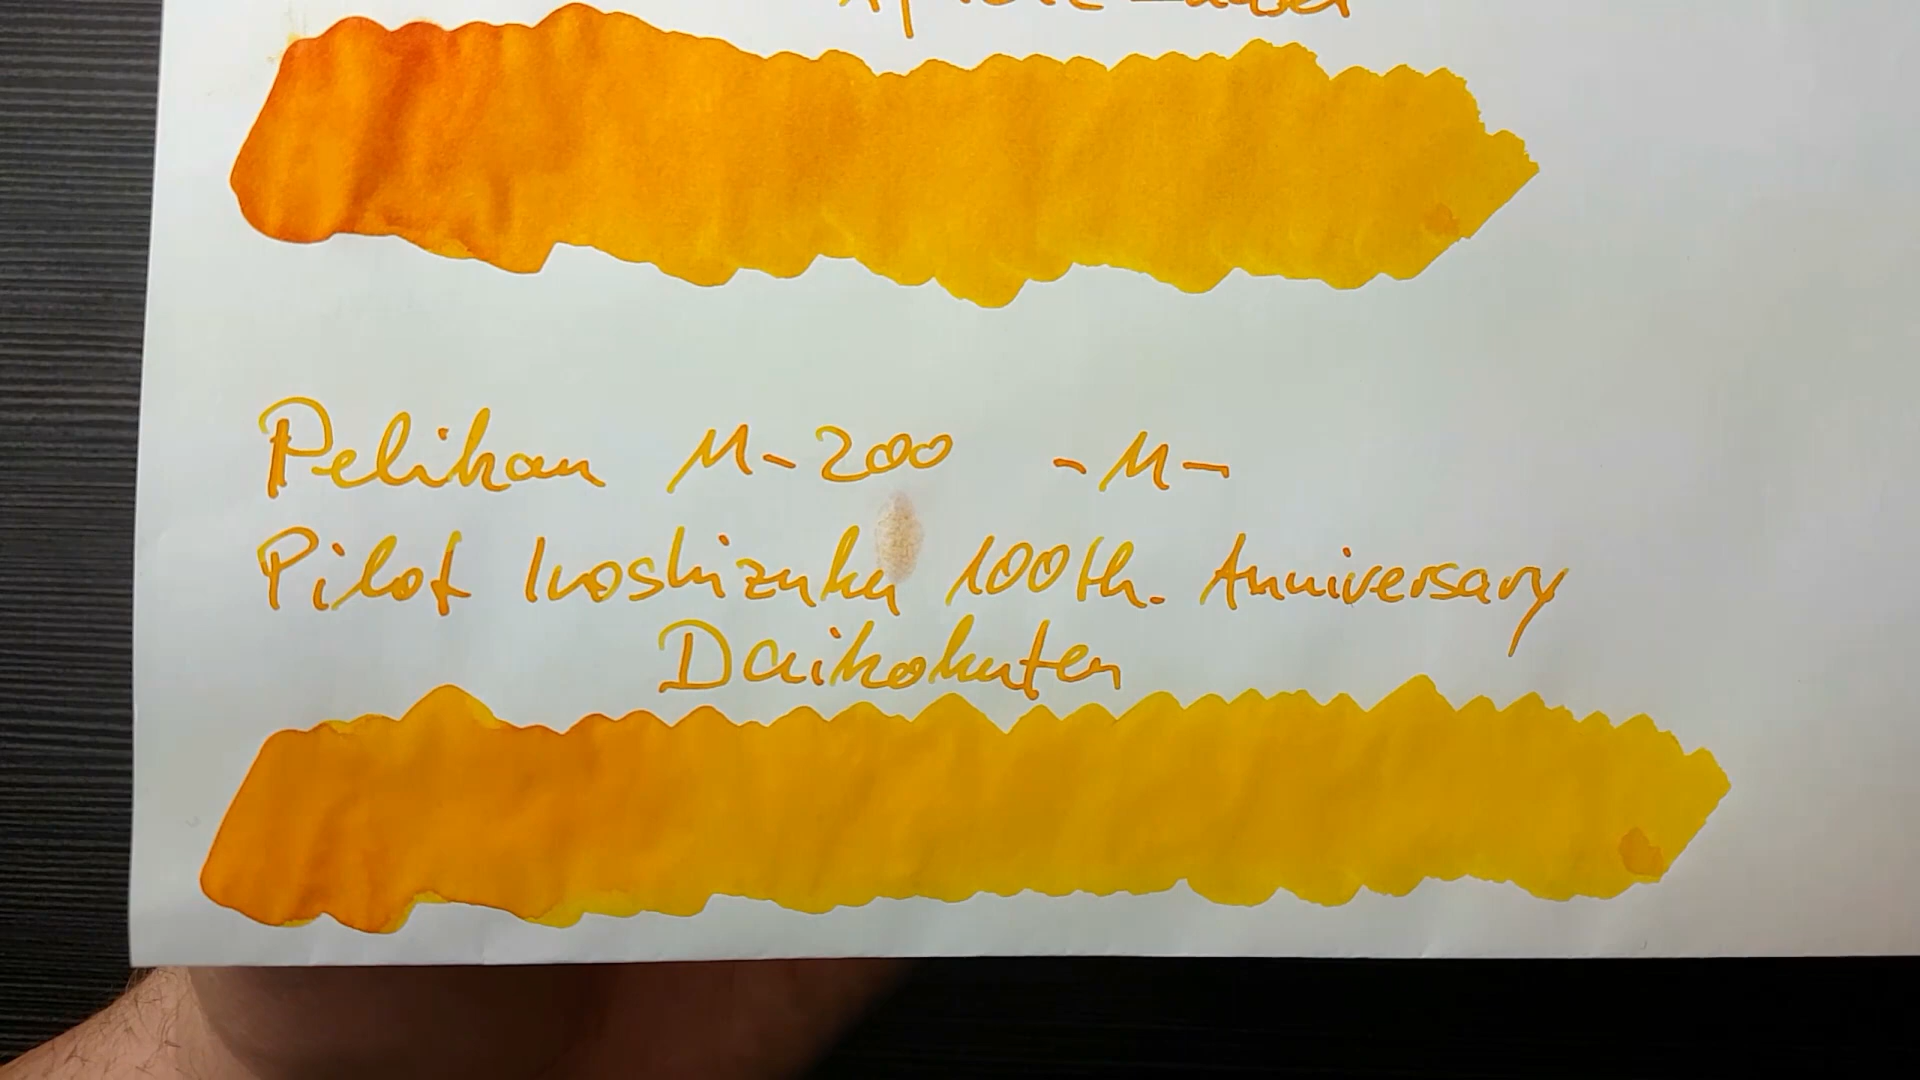 Pelikan M-200 -M-
Pilot Iroshizuku 100th. Anniversary
Daikokuten